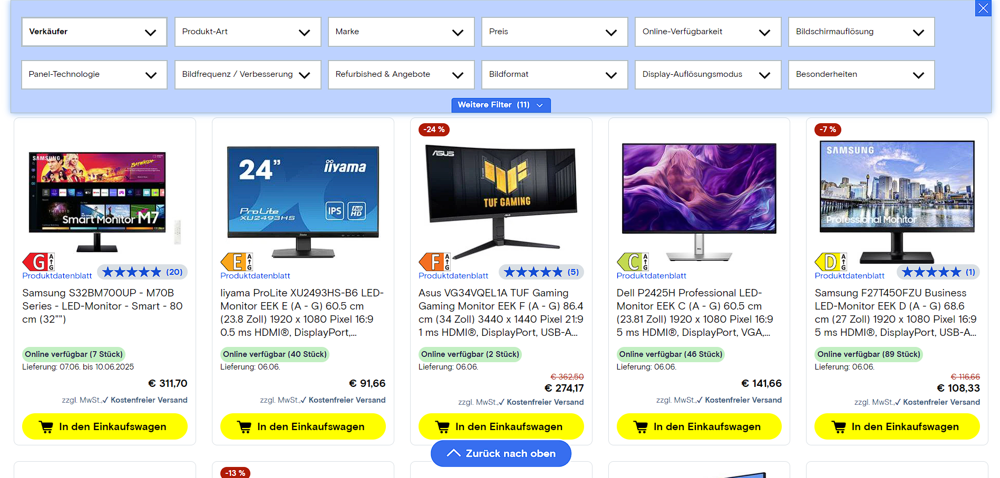 Verkäufer
Produkt-Art
Marke
Preis
Online-Verfügbarkeit
Bildschirmauflösung
Panel-Technologie
Bildfrequenz / Verbesserung
Refurbished & Angebote
Bildformat
Display-Auflösungsmodus
Besonderheiten
Weitere Filter (11)
SAMSUNG
BAYWATCH
THE VOID
Smart Monitor M7
G
A
G
Produktdatenblatt
(20)
Samsung S32BM700UP - M70B
Series - LED-Monitor - Smart - 80
cm (32"")
Online verfügbar (7 Stück)
Lieferung: 07.06. bis 10.06.2025
€ 311,70
zzgl. MwSt.,✓ Kostenfreier Versand
In den Einkaufswagen
24”
iiyama
ProLite
XU2493HS
IPS
Full
HD
E
A
G
Produktdatenblatt
Iiyama ProLite XU2493HS-B6 LED-
Monitor EEK E (A - G) 60.5 cm
(23.8 Zoll) 1920 x 1080 Pixel 16:9
0.5 ms HDMI®, DisplayPort,...
Online verfügbar (40 Stück)
Lieferung: 06.06.
€ 91,66
zzgl. MwSt.,✓ Kostenfreier Versand
In den Einkaufswagen
-24 %
ASUS
TUF GAMING
F
A
G
Produktdatenblatt
(5)
Asus VG34VQEL1A TUF Gaming
Gaming Monitor EEK F (A - G) 86.4
cm (34 Zoll) 3440 x 1440 Pixel 21:9
1 ms HDMI®, DisplayPort, USB-A...
Online verfügbar (2 Stück)
Lieferung: 06.06.
€ 362,50
€ 274,17
zzgl. MwSt.,✓ Kostenfreier Versand
In den Einkaufswagen
C
A
G
Produktdatenblatt
Dell P2425H Professional LED-
Monitor EEK C (A - G) 60.5 cm
(23.81 Zoll) 1920 x 1080 Pixel 16:9
5 ms HDMI®, DisplayPort, VGA,...
Online verfügbar (46 Stück)
Lieferung: 06.06.
€ 141,66
zzgl. MwSt.,✓ Kostenfreier Versand
In den Einkaufswagen
-7 %
SAMSUNG
Professional Monitor
D
A
G
Produktdatenblatt
(1)
Samsung F27T450FZU Business
LED-Monitor EEK D (A - G) 68.6
cm (27 Zoll) 1920 x 1080 Pixel 16:9
5 ms HDMI®, DisplayPort, USB-A...
Online verfügbar (89 Stück)
Lieferung: 06.06.
€ 116,66
€ 108,33
zzgl. MwSt.,✓ Kostenfreier Versand
In den Einkaufswagen
Zurück nach oben
-13 %